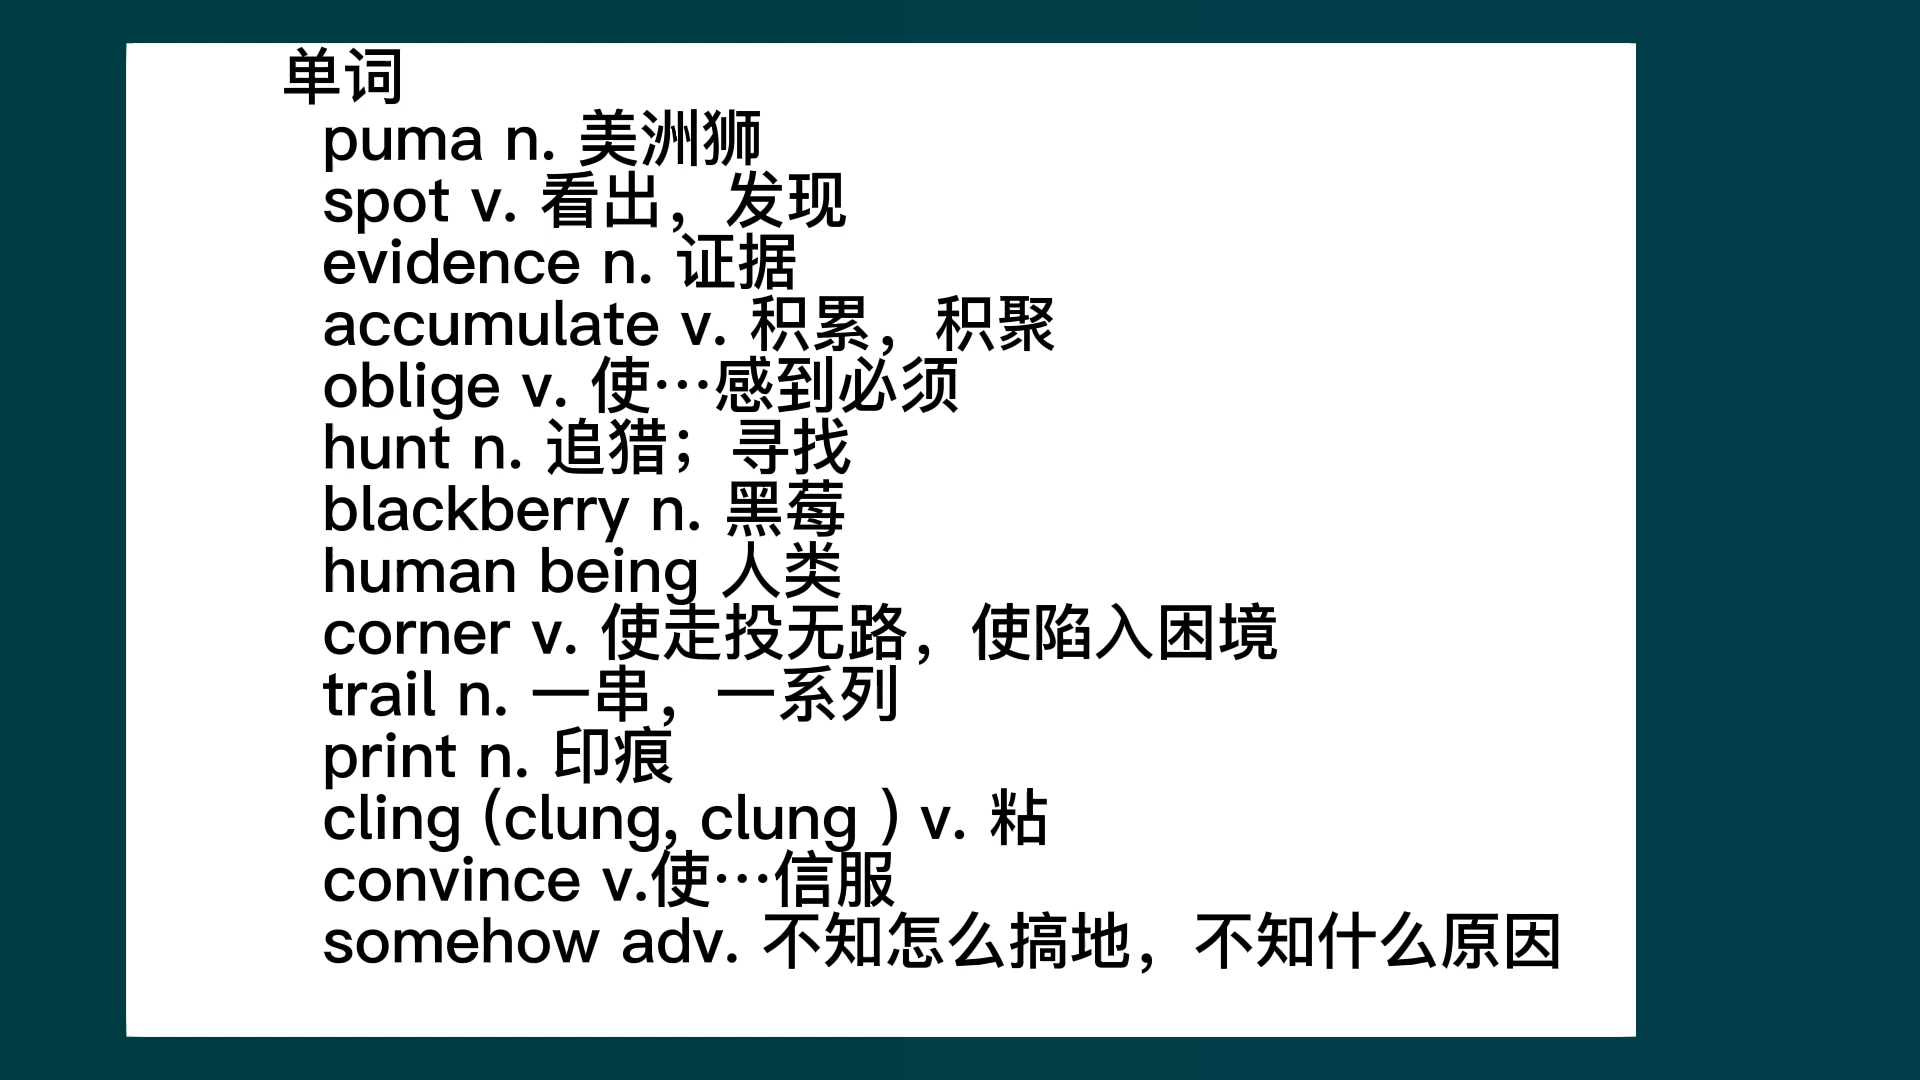 单词
puma n. 美洲狮
spot v. 看出，发现
evidence n. 证据
accumulate v. 积累，积聚
oblige v. 使…感到必须
hunt n. 追猎；寻找
blackberry n. 黑莓
human being 人类
corner v. 使走投无路，使陷入困境
trail n. 一串，一系列
print n. 印痕
cling (clung, clung ) v. 粘
convince v.使…信服
somehow adv. 不知怎么搞地，不知什么原因